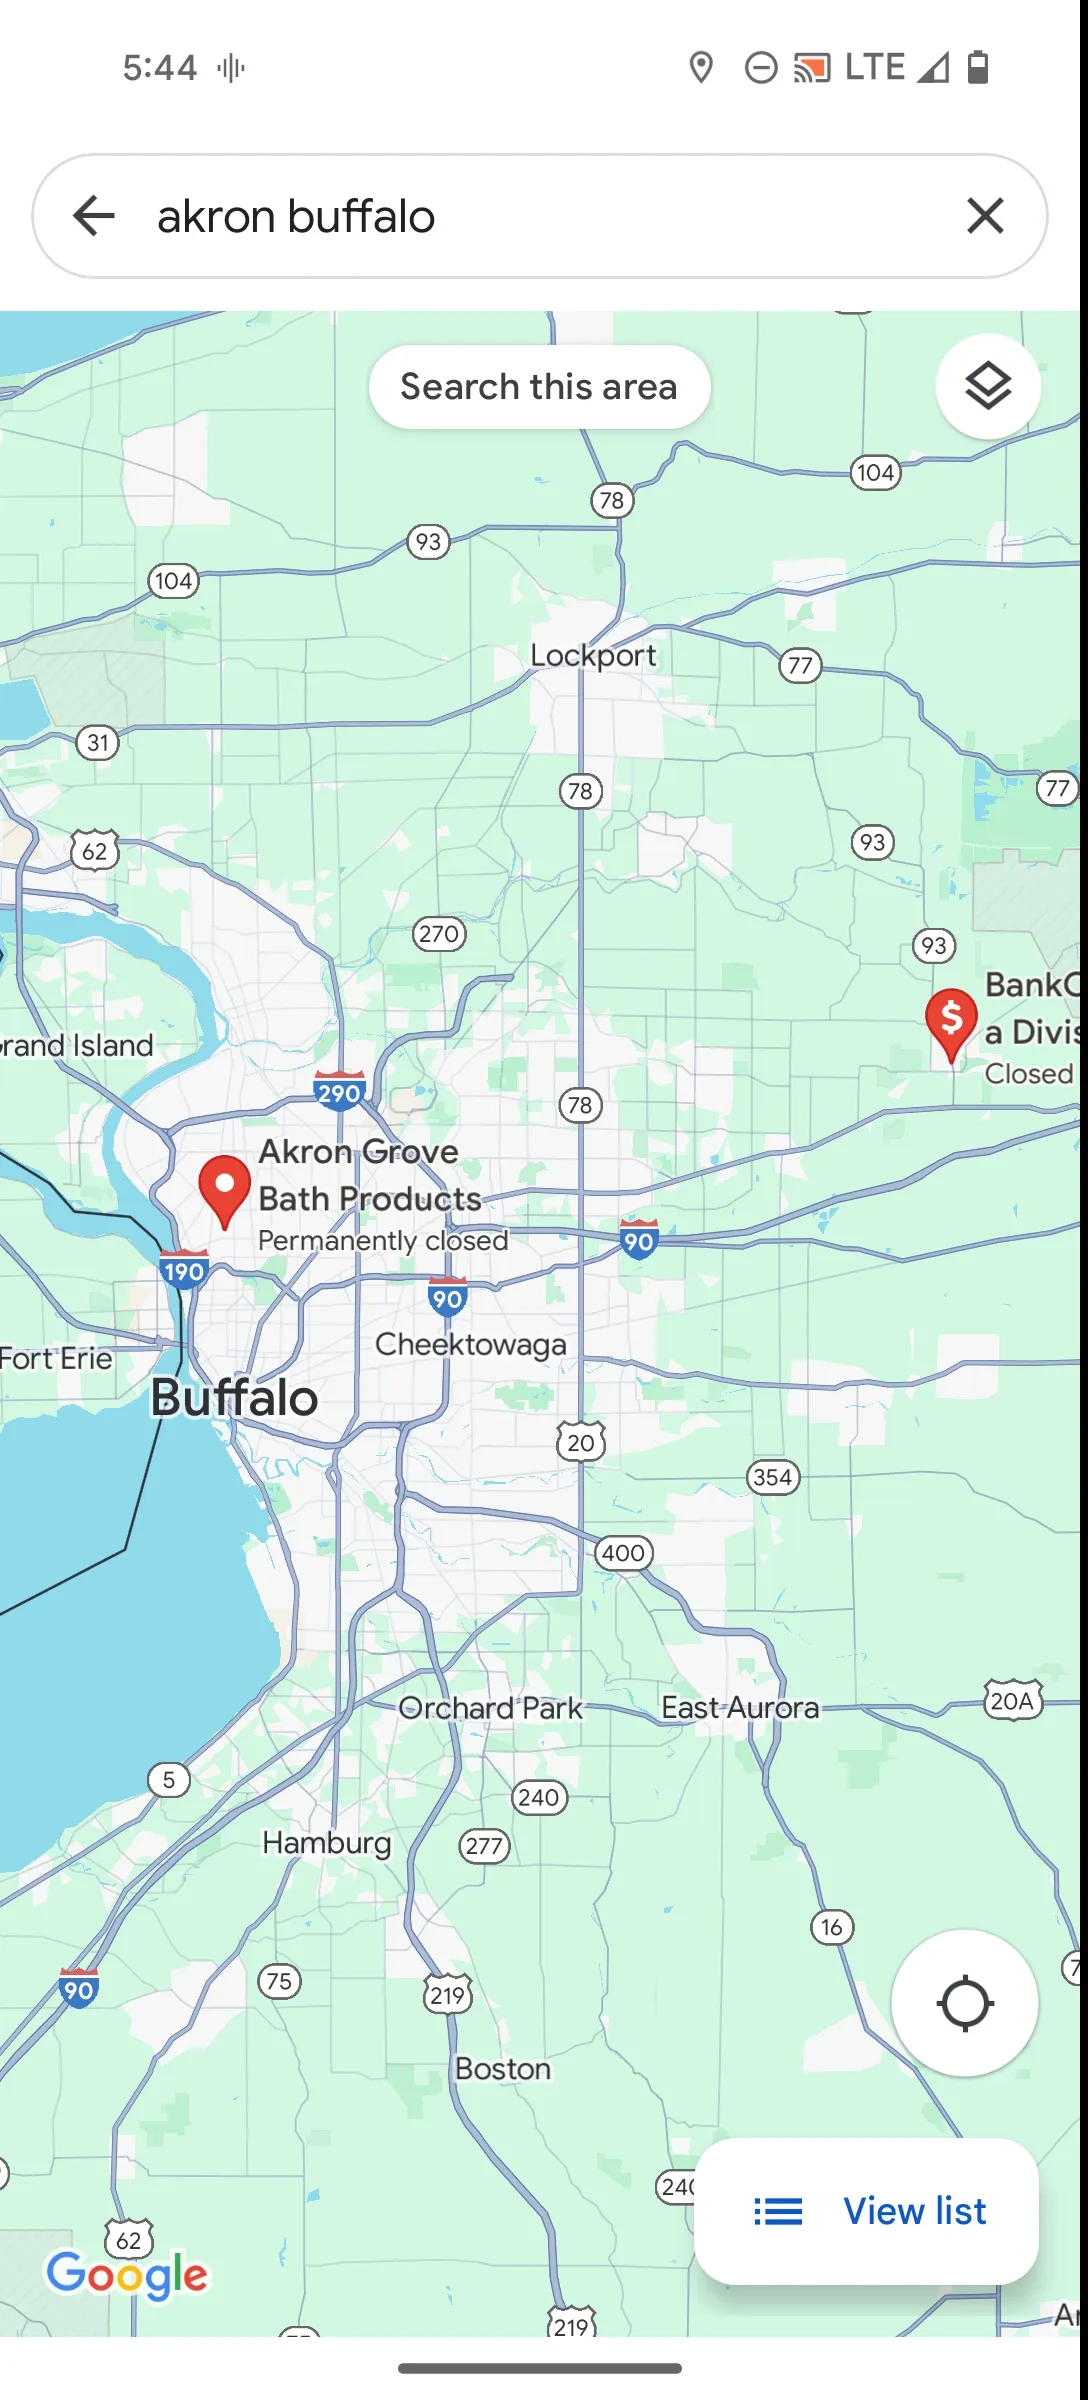 5:44
LTE
akron buffalo
Search this area
104
78
93
104
Lockport
77
31
77
78
93
62
270
93
BankC
a Divis
Closed
rand Island
290
78
Akron Grove
Bath Products
Permanently closed
90
190
90
Cheektowaga
Fort Erie
Buffalo
20
354
400
Orchard Park
East Aurora
20A
5
240
Hamburg
277
16
90
75
219
Boston
240
View list
62
Google
219